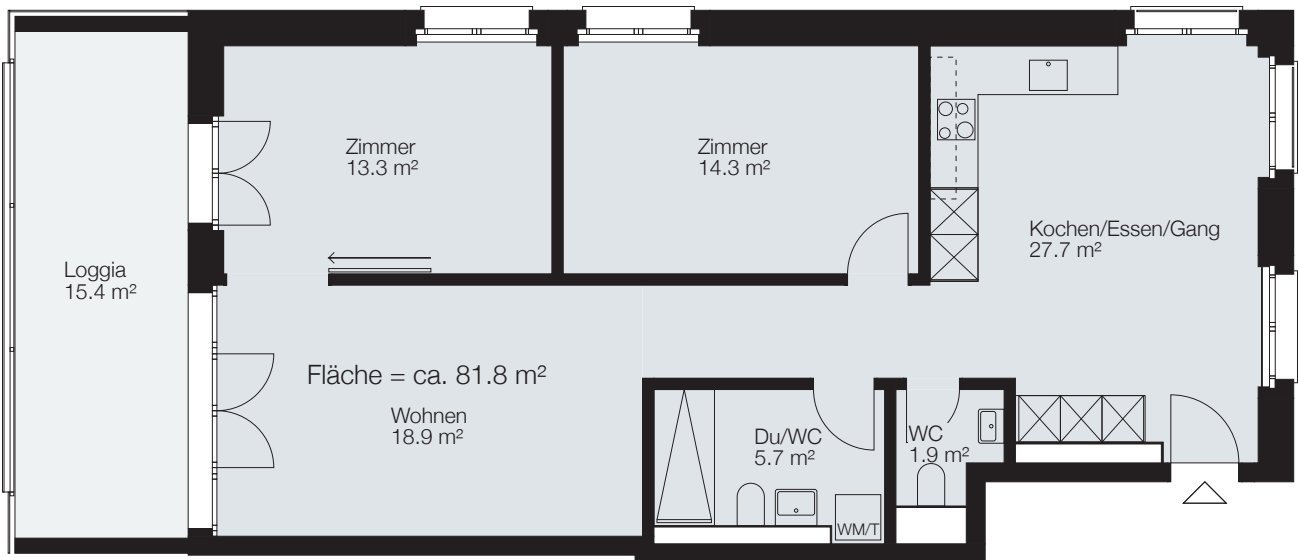 Zimmer
13.3 m²
Zimmer
14.3 m²
Kochen/Essen/Gang
27.7 m²
Loggia
15.4 m²
Fläche = ca. 81.8 m²
Wohnen
18.9 m²
Du/WC
5.7 m²
WC
1.9 m²
WM/T